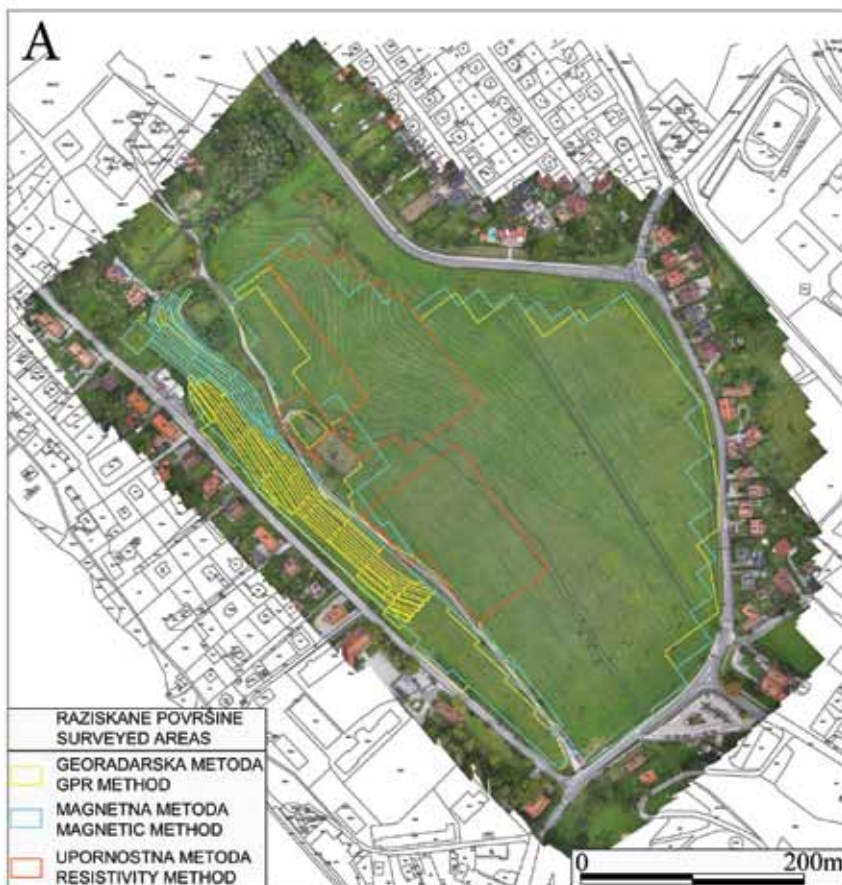 A
RAZISKANE POVRŠINE
SURVEYED AREAS
GEORADARSKA METODA
GPR METHOD
MAGNETNA METODA
MAGNETIC METHOD
UPORNOSTNA METODA
RESISTIVITY METHOD
0 200m